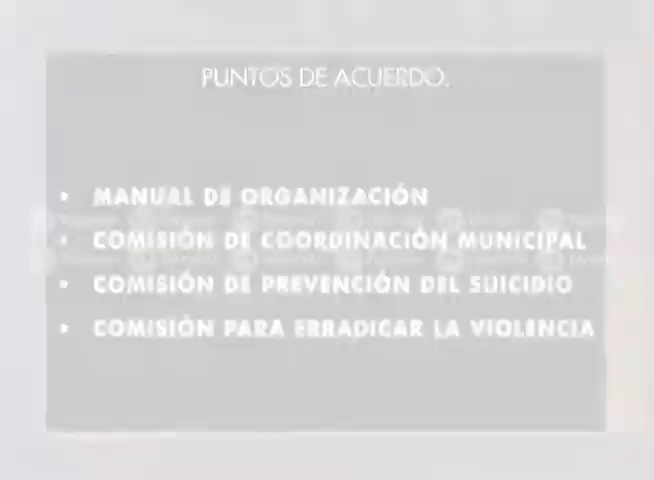 PUNTOS DE ACUERDO.
• MANUAL DE ORGANIZACIÓN
• COMISIÓN DE COORDINACIÓN MUNICIPAL
• COMISIÓN DE PREVENCIÓN DEL SUICIDIO
• COMISIÓN PARA ERRADICAR LA VIOLENCIA